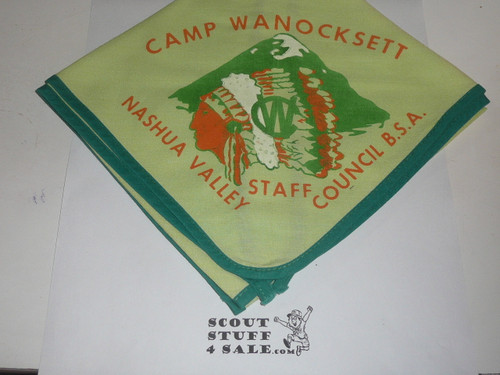 CAMP WANOCKSETT
W
NASHUA VALLEY
STAFF
COUNCIL B.S.A.
SCOUT
STUFF
4 SALE.com